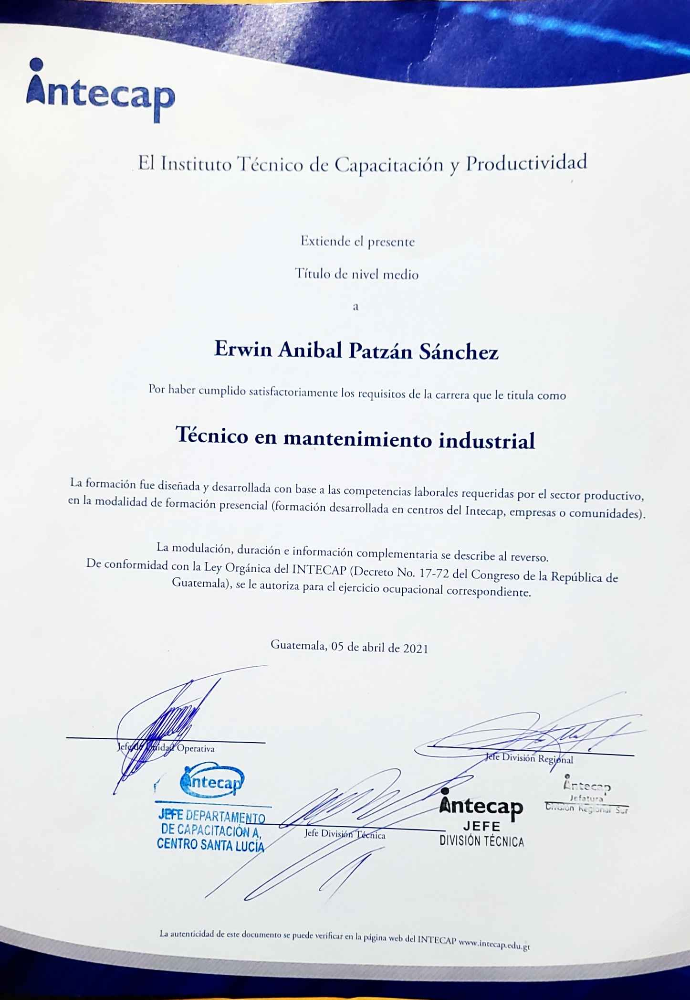 intecap
El Instituto Técnico de Capacitación y Productividad
Extiende el presente
Título de nivel medio
a
Erwin Anibal Patzán Sánchez
Por haber cumplido satisfactoriamente los requisitos de la carrera que le titula como
Técnico en mantenimiento industrial
La formación fue diseñada y desarrollada con base a las competencias laborales requeridas por el sector productivo,
en la modalidad de formación presencial (formación desarrollada en centros del Intecap, empresas o comunidades).
La modulación, duración e información complementaria se describe al reverso.
De conformidad con la Ley Orgánica del INTECAP (Decreto No. 17-72 del Congreso de la República de
Guatemala), se le autoriza para el ejercicio ocupacional correspondiente.
Guatemala, 05 de abril de 2021
Jefe de Unidad Operativa
Jefe División Regional
intecap
JEFE DEPARTAMENTO
DE CAPACITACIÓN A,
CENTRO SANTA LUCÍA
Jefe División Técnica
intecap
JEFE
DIVISIÓN TÉCNICA
intecap
Jefatura
División Regional Sur
La autenticidad de este documento se puede verificar en la página web del INTECAP www.intecap.edu.gt